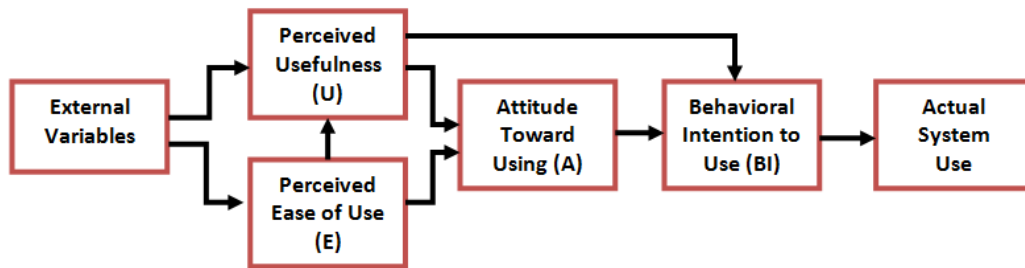 External
Variables
Perceived
Usefulness
(U)
Perceived
Ease of Use
(E)
Attitude
Toward
Using (A)
Behavioral
Intention to
Use (BI)
Actual
System
Use